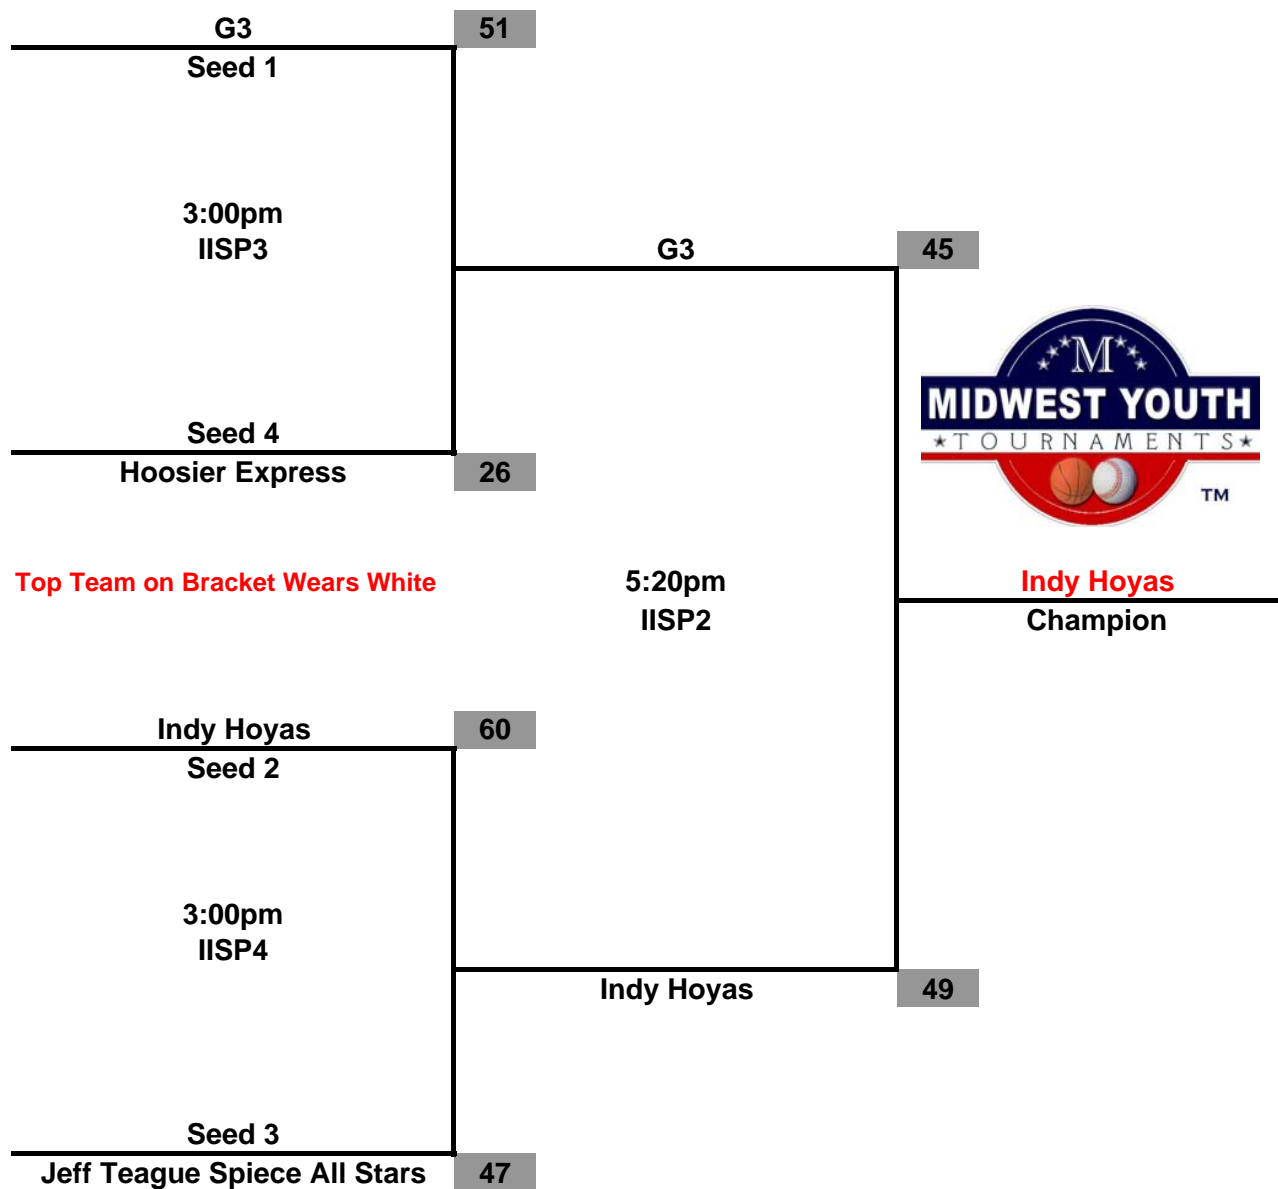 G3 51
Seed 1
3:00pm
IISP3
G3 45
M
MIDWEST YOUTH
★TOURNAMENTS★
TM
Seed 4
Hoosier Express 26
Top Team on Bracket Wears White
5:20pm
IISP2
Indy Hoyas
Champion
Indy Hoyas 60
Seed 2
3:00pm
IISP4
Indy Hoyas 49
Seed 3
Jeff Teague Spiece All Stars 47